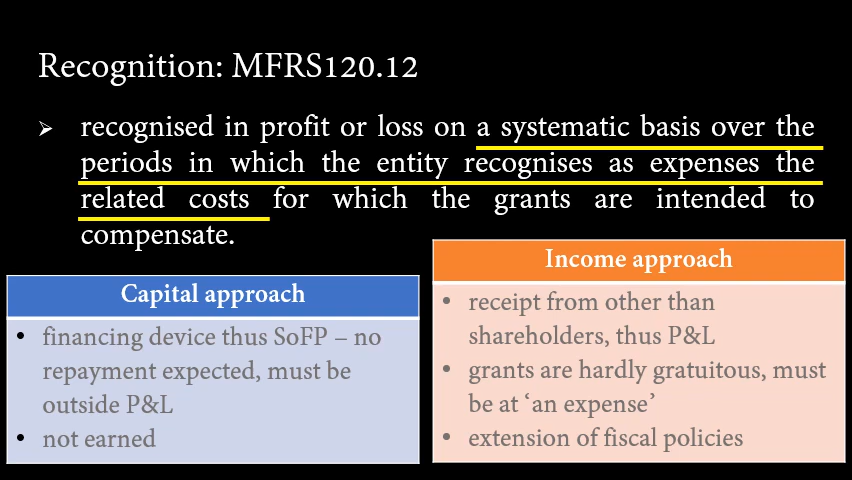 Recognition: MFRS120.12
➢ recognised in profit or loss on a systematic basis over the
periods in which the entity recognises as expenses the
related costs for which the grants are intended to
compensate.
Capital approach
• financing device thus SoFP – no
repayment expected, must be
outside P&L
• not earned
Income approach
• receipt from other than
shareholders, thus P&L
• grants are hardly gratuitous, must
be at ‘an expense’
• extension of fiscal policies